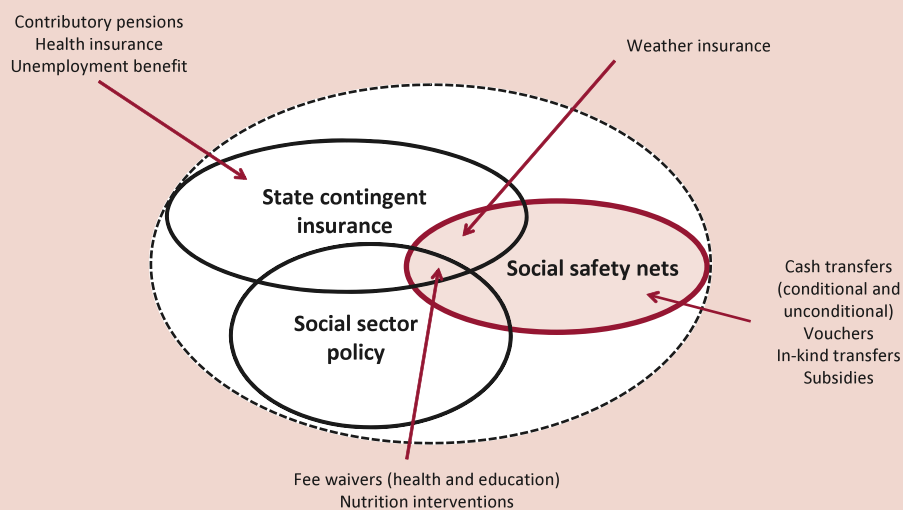 Contributory pensions
Health insurance
Unemployment benefit
Weather insurance
State contingent
insurance
Social safety nets
Social sector
policy
Cash transfers
(conditional and
unconditional)
Vouchers
In-kind transfers
Subsidies
Fee waivers (health and education)
Nutrition interventions